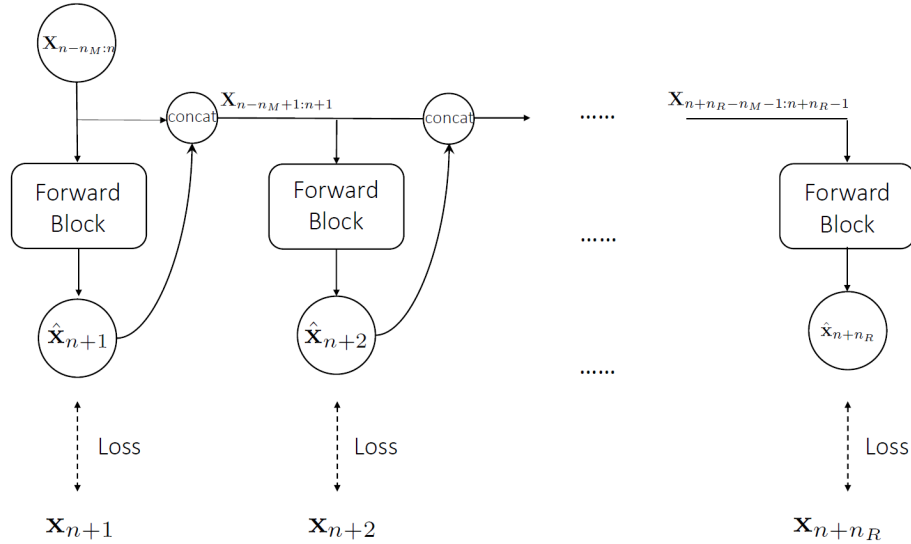 X_{n−n_M:n}
concat
X_{n−n_M+1:n+1}
concat
......
X_{n+n_R−n_M−1:n+n_R−1}
Forward
Block
Forward
Block
......
Forward
Block
x̂_{n+1}
x̂_{n+2}
......
x̂_{n+n_R}
Loss
Loss
Loss
x_{n+1}
x_{n+2}
x_{n+n_R}